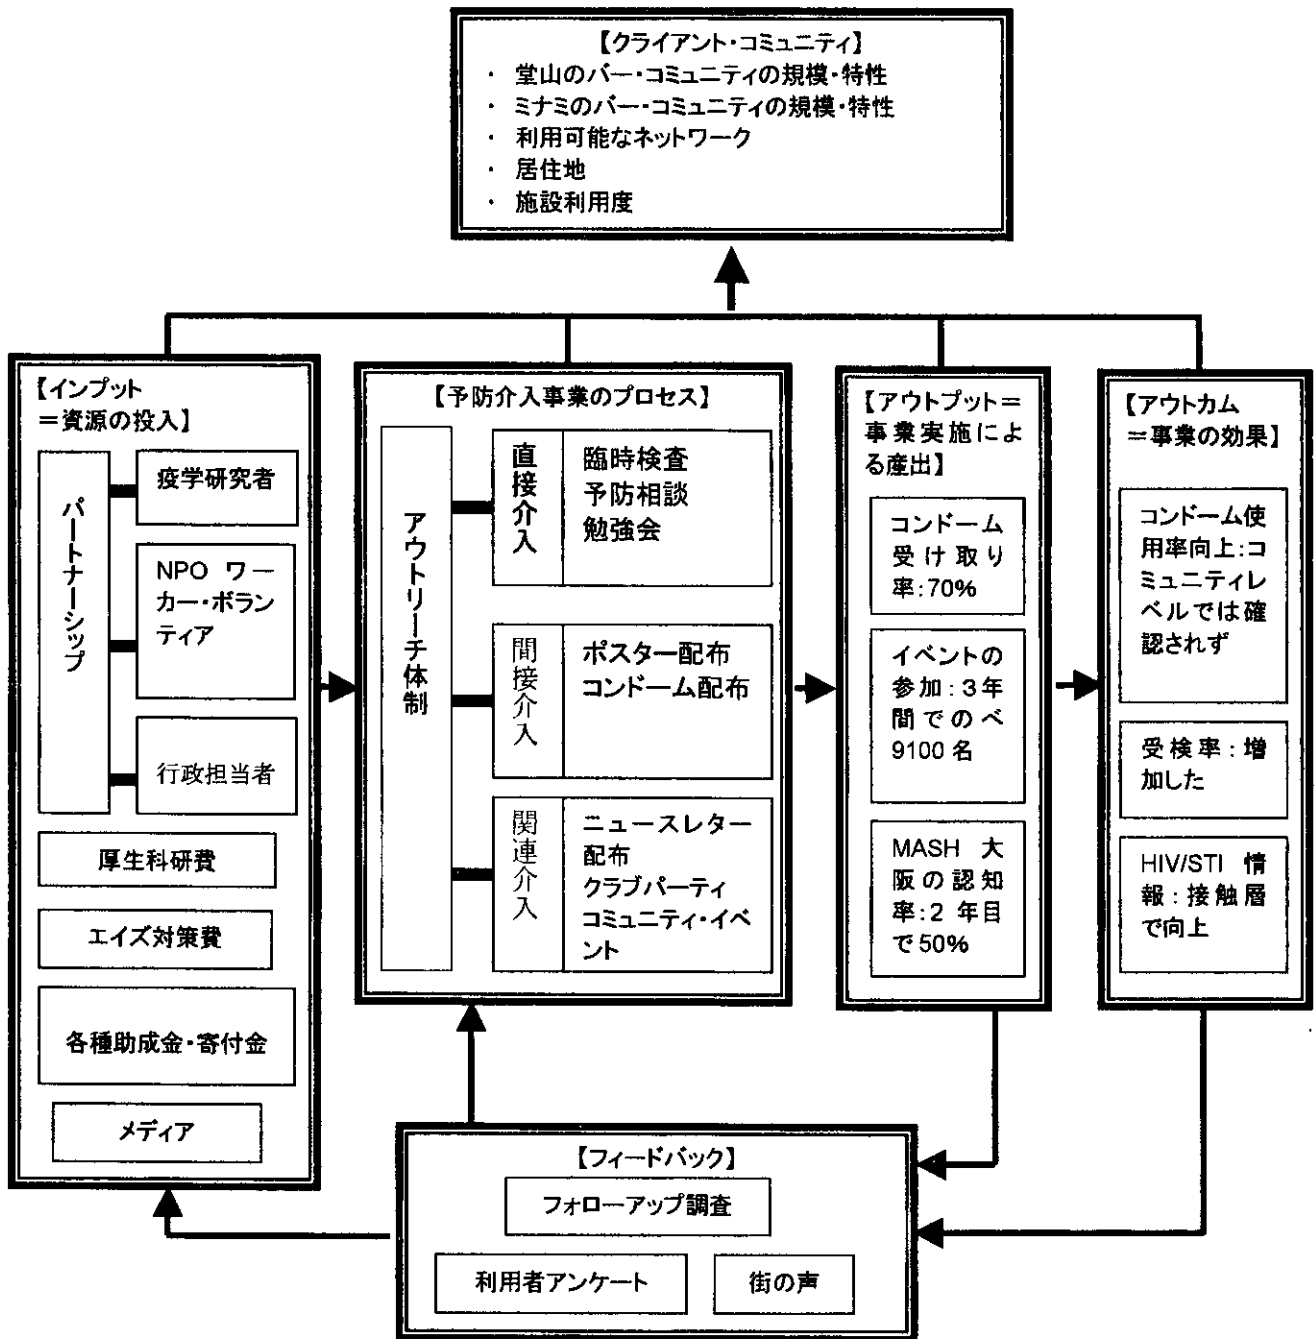 【クライアント・コミュニティ】
・ 堂山のバー・コミュニティの規模・特性
・ ミナミのバー・コミュニティの規模・特性
・ 利用可能なネットワーク
・ 居住地
・ 施設利用度
【インプット
＝資源の投入】
パートナーシップ
疫学研究者
NPO ワー
カー・ボラン
ティア
行政担当者
厚生科研費
エイズ対策費
各種助成金・寄付金
メディア
【予防介入事業のプロセス】
アウトリーチ体制
直接介入
臨時検査
予防相談
勉強会
間接介入
ポスター配布
コンドーム配布
関連介入
ニュースレター
配布
クラブパーティ
コミュニティ・イベ
ント
【アウトプット＝
事業実施によ
る産出】
コンドーム
受け取り
率：70%
イベントの
参加：３年
間でのべ
9100 名
MASH 大
阪の認知
率：2 年目
で 50%
【アウトカム
＝事業の効果】
コンドーム使
用率向上：コ
ミュニティレ
ベルでは確
認されず
受検率：増
加した
HIV/STI 情
報：接触層
で向上
【フィードバック】
フォローアップ調査
利用者アンケート
街の声